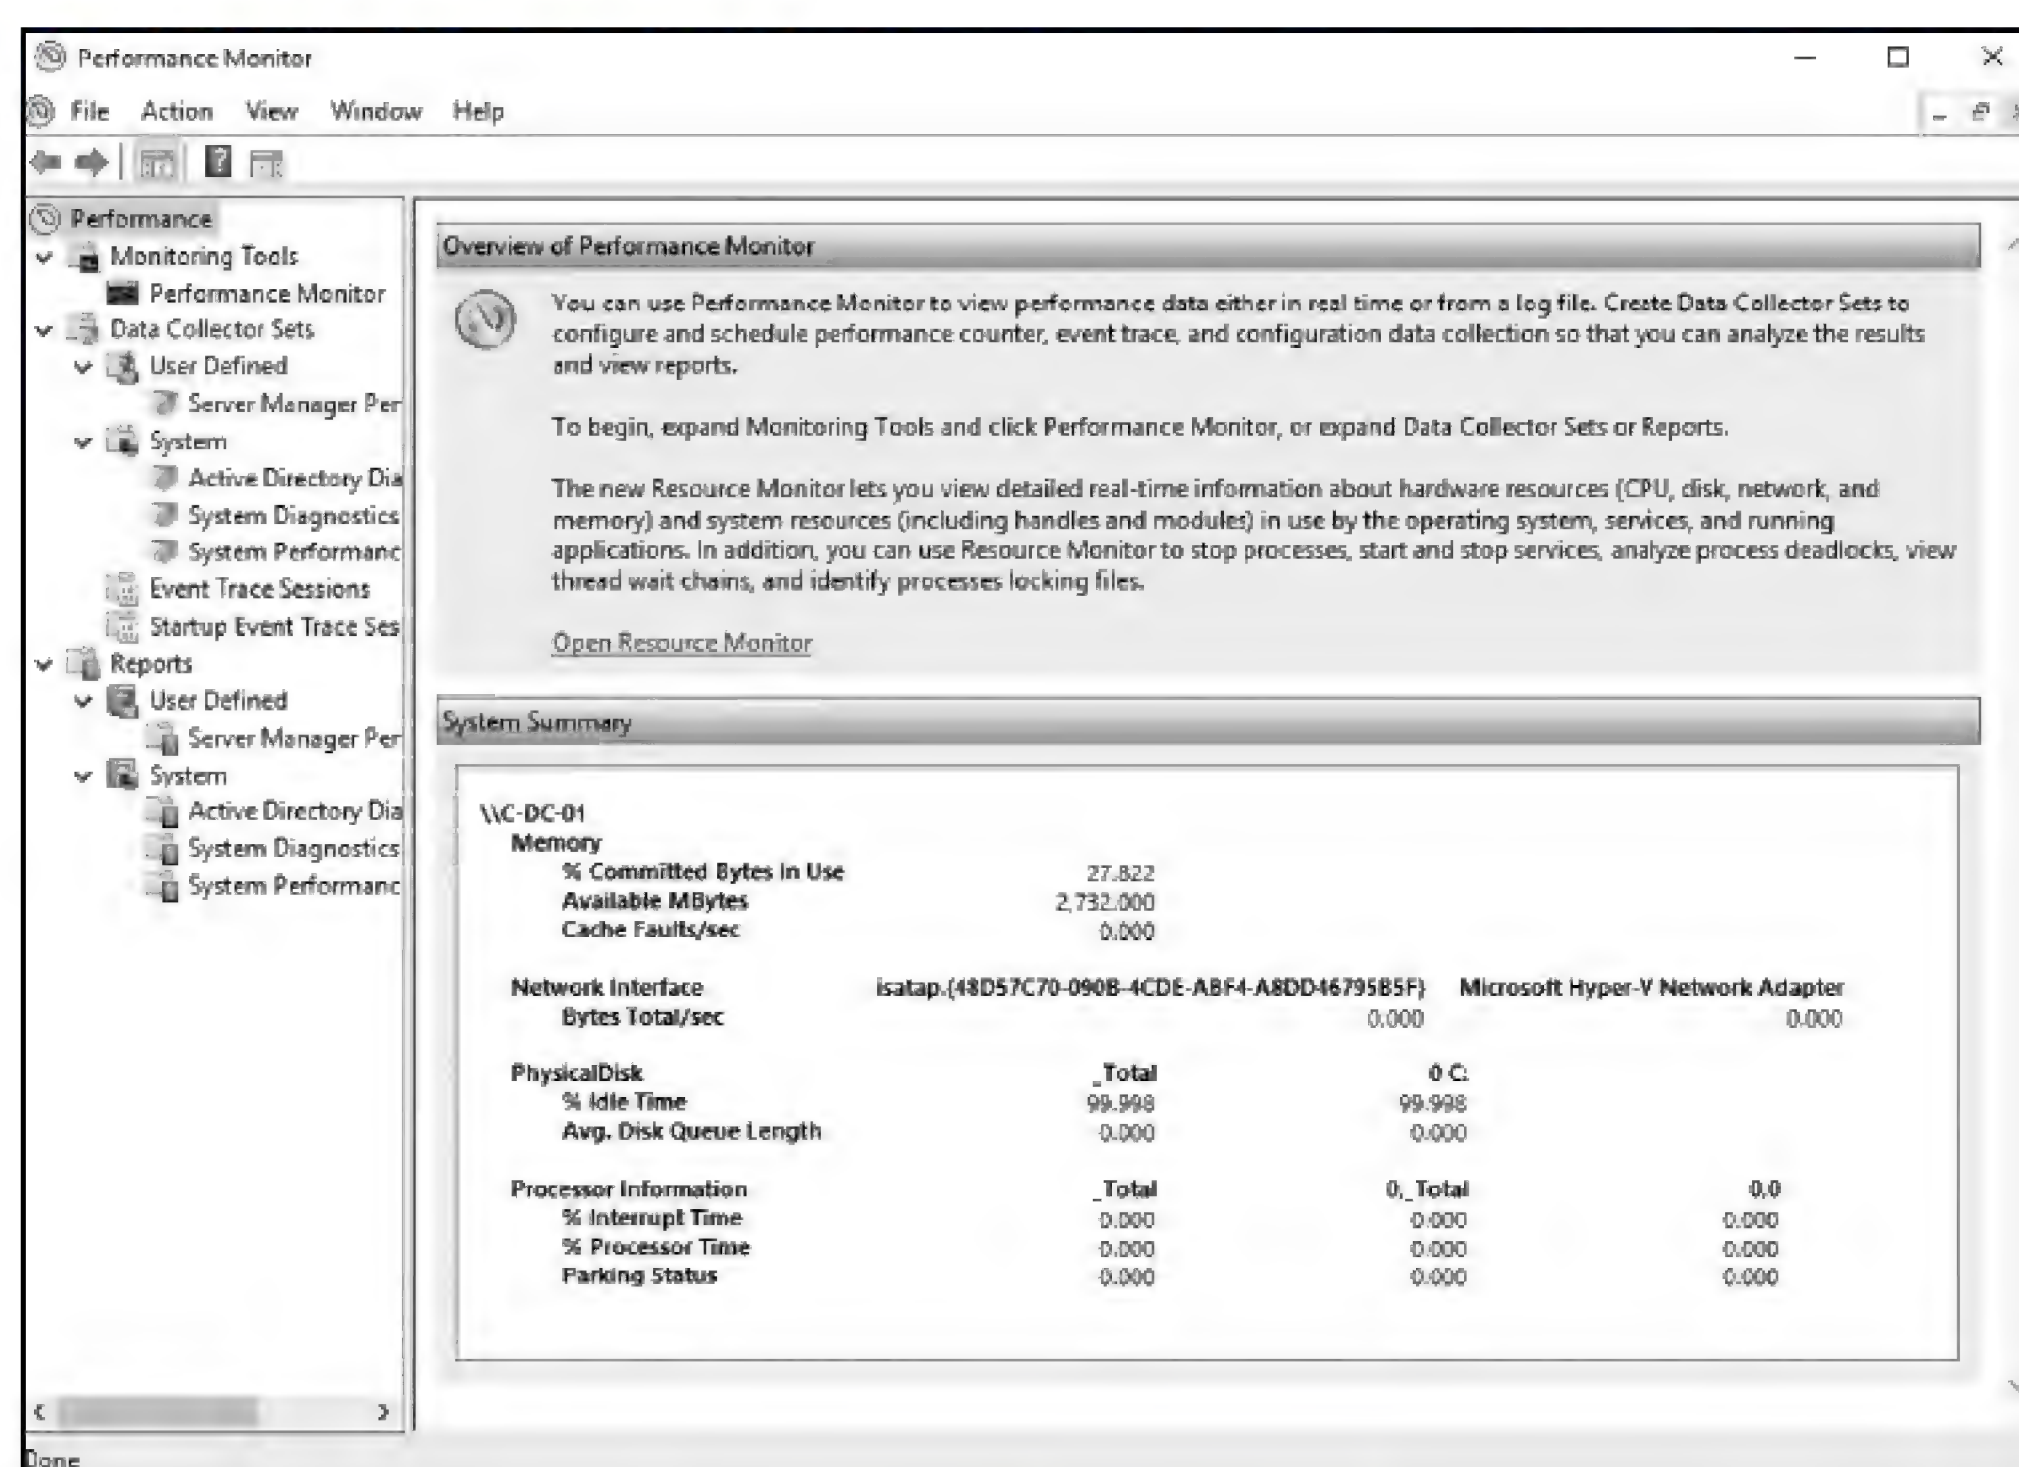 Performance Monitor
File Action View Window Help
Performance
Monitoring Tools
Performance Monitor
Data Collector Sets
User Defined
Server Manager Per
System
Active Directory Dia
System Diagnostics
System Performanc
Event Trace Sessions
Startup Event Trace Ses
Reports
User Defined
Server Manager Per
System
Active Directory Dia
System Diagnostics
System Performanc
Overview of Performance Monitor
You can use Performance Monitor to view performance data either in real time or from a log file. Create Data Collector Sets to
configure and schedule performance counter, event trace, and configuration data collection so that you can analyze the results
and view reports.
To begin, expand Monitoring Tools and click Performance Monitor, or expand Data Collector Sets or Reports.
The new Resource Monitor lets you view detailed real-time information about hardware resources (CPU, disk, network, and
memory) and system resources (including handles and modules) in use by the operating system, services, and running
applications. In addition, you can use Resource Monitor to stop processes, start and stop services, analyze process deadlocks, view
thread wait chains, and identify processes locking files.
Open Resource Monitor
System Summary
\\C-DC-01
Memory
% Committed Bytes In Use 27.822
Available MBytes 2,732.000
Cache Faults/sec 0.000
Network Interface isatap.{48D57C70-090B-4CDE-ABF4-A8DD46795B5F} Microsoft Hyper-V Network Adapter
Bytes Total/sec 0.000 0.000
PhysicalDisk _Total 0 C:
% Idle Time 99.998 99.998
Avg. Disk Queue Length 0.000 0.000
Processor Information _Total 0,_Total 0,0
% Interrupt Time 0.000 0.000 0.000
% Processor Time 0.000 0.000 0.000
Parking Status 0.000 0.000 0.000
Done